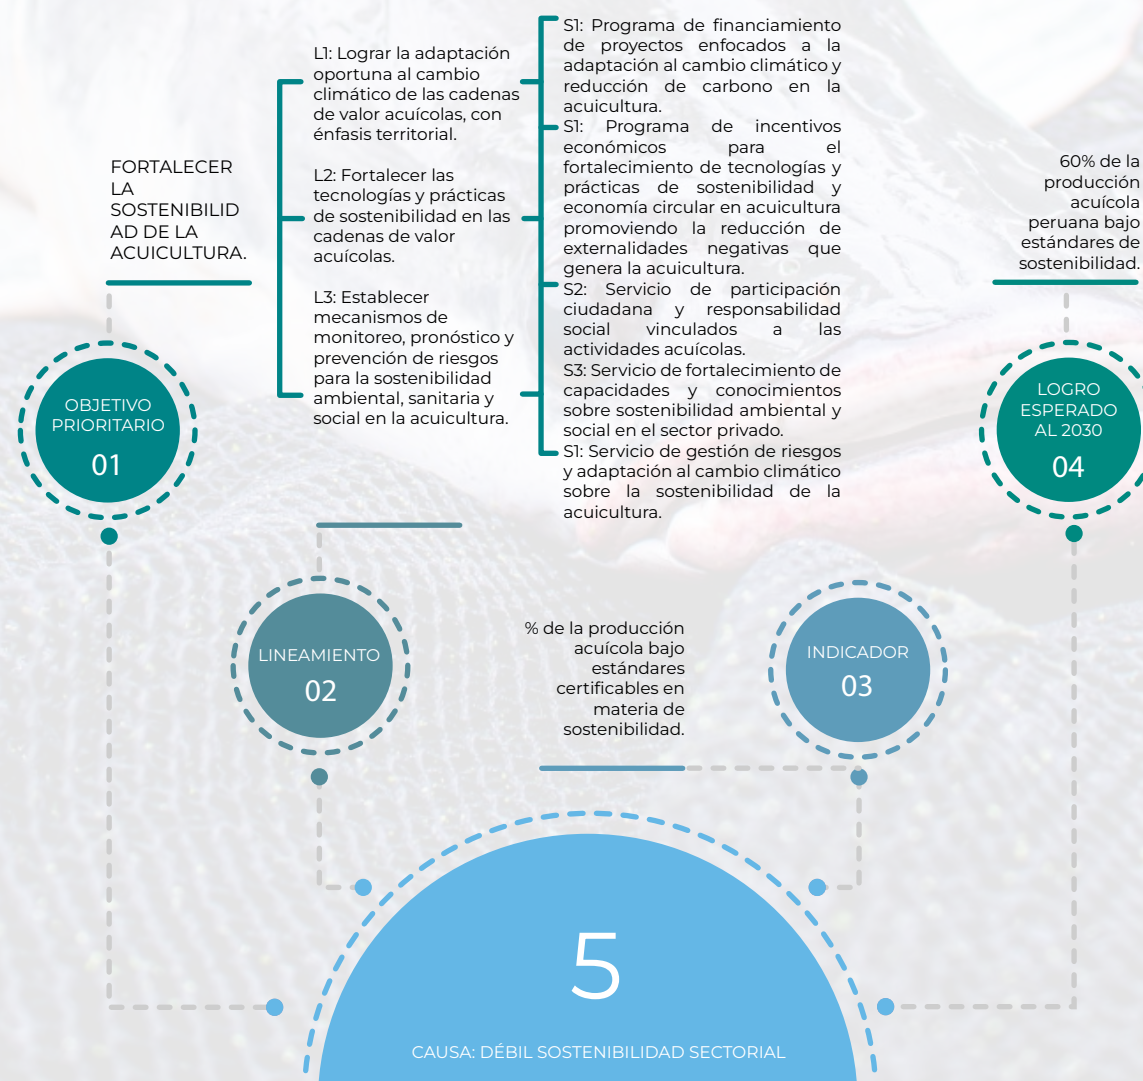 FORTALECER
LA
SOSTENIBILID
AD DE LA
ACUICULTURA.
OBJETIVO
PRIORITARIO
01
L1: Lograr la adaptación
oportuna al cambio
climático de las cadenas
de valor acuícolas, con
énfasis territorial.
L2: Fortalecer las
tecnologías y prácticas
de sostenibilidad en las
cadenas de valor
acuícolas.
L3: Establecer
mecanismos de
monitoreo, pronóstico y
prevención de riesgos
para la sostenibilidad
ambiental, sanitaria y
social en la acuicultura.
S1: Programa de financiamiento
de proyectos enfocados a la
adaptación al cambio climático y
reducción de carbono en la
acuicultura.
S1: Programa de incentivos
económicos para el
fortalecimiento de tecnologías y
prácticas de sostenibilidad y
economía circular en acuicultura
promoviendo la reducción de
externalidades negativas que
genera la acuicultura.
S2: Servicio de participación
ciudadana y responsabilidad
social vinculados a las
actividades acuícolas.
S3: Servicio de fortalecimiento de
capacidades y conocimientos
sobre sostenibilidad ambiental y
social en el sector privado.
S1: Servicio de gestión de riesgos
y adaptación al cambio climático
sobre la sostenibilidad de la
acuicultura.
LINEAMIENTO
02
% de la producción
acuícola bajo
estándares
certificables en
materia de
sostenibilidad.
INDICADOR
03
60% de la
producción
acuícola
peruana bajo
estándares de
sostenibilidad.
LOGRO
ESPERADO
AL 2030
04
5
CAUSA: DÉBIL SOSTENIBILIDAD SECTORIAL